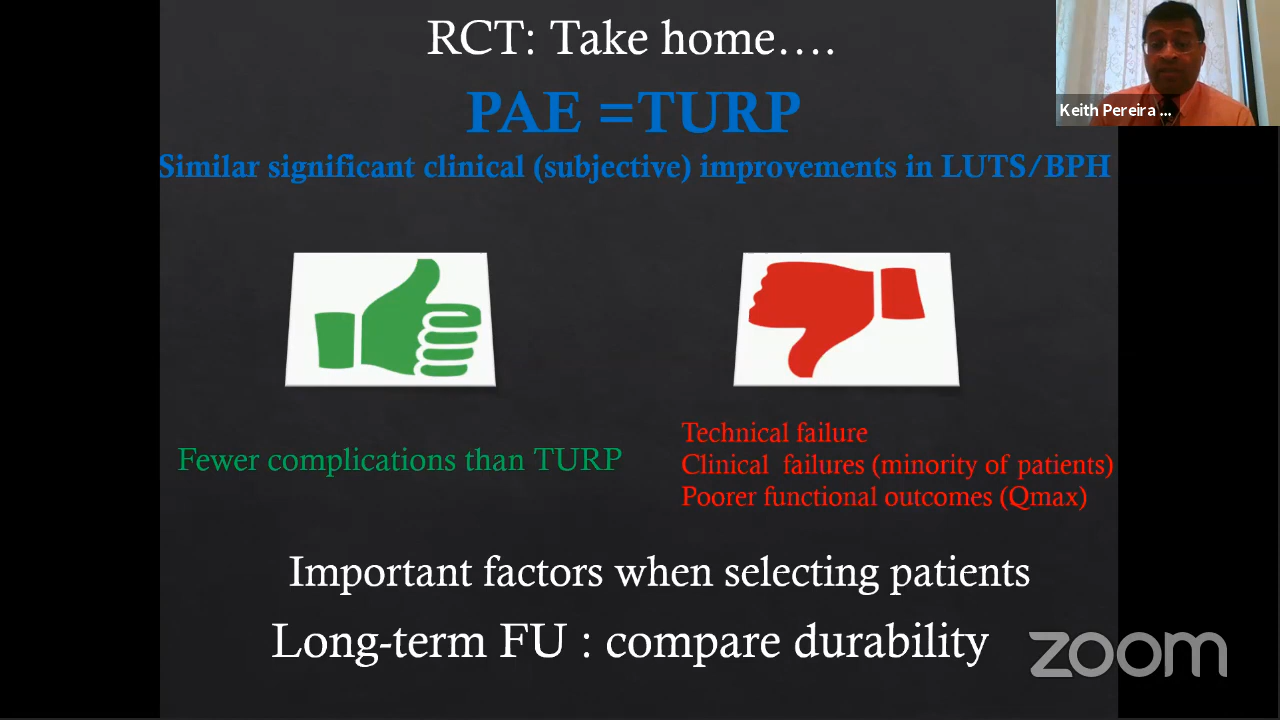 RCT: Take home….
PAE =TURP
Similar significant clinical (subjective) improvements in LUTS/BPH
Keith Pereira ...
Fewer complications than TURP
Technical failure
Clinical failures (minority of patients)
Poorer functional outcomes (Qmax)
Important factors when selecting patients
Long-term FU : compare durability
zoom